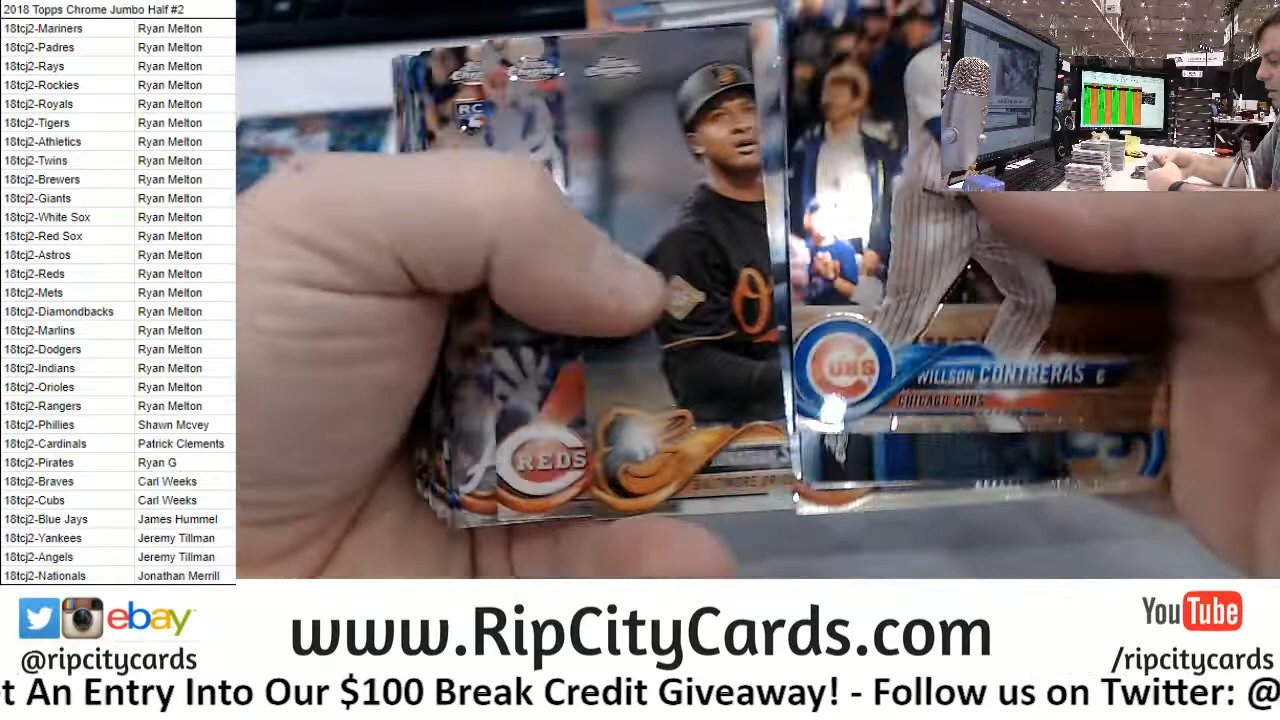 2018 Topps Chrome Jumbo Half #2
18tcj2-Mariners Ryan Melton
18tcj2-Padres Ryan Melton
18tcj2-Rays Ryan Melton
18tcj2-Rockies Ryan Melton
18tcj2-Royals Ryan Melton
18tcj2-Tigers Ryan Melton
18tcj2-Athletics Ryan Melton
18tcj2-Twins Ryan Melton
18tcj2-Brewers Ryan Melton
18tcj2-Giants Ryan Melton
18tcj2-White Sox Ryan Melton
18tcj2-Red Sox Ryan Melton
18tcj2-Astros Ryan Melton
18tcj2-Reds Ryan Melton
18tcj2-Mets Ryan Melton
18tcj2-Diamondbacks Ryan Melton
18tcj2-Marlins Ryan Melton
18tcj2-Dodgers Ryan Melton
18tcj2-Indians Ryan Melton
18tcj2-Orioles Ryan Melton
18tcj2-Rangers Ryan Melton
18tcj2-Phillies Shawn Mcvey
18tcj2-Cardinals Patrick Clements
18tcj2-Pirates Ryan G
18tcj2-Braves Carl Weeks
18tcj2-Cubs Carl Weeks
18tcj2-Blue Jays James Hummel
18tcj2-Yankees Jeremy Tillman
18tcj2-Angels Jeremy Tillman
18tcj2-Nationals Jonathan Merrill
RC
REDS
CUBS
WILLSON CONTRERAS C
CHICAGO CUBS
ebay
@ripcitycards
www.RipCityCards.com
YouTube
/ripcitycards
t An Entry Into Our $100 Break Credit Giveaway! - Follow us on Twitter: @